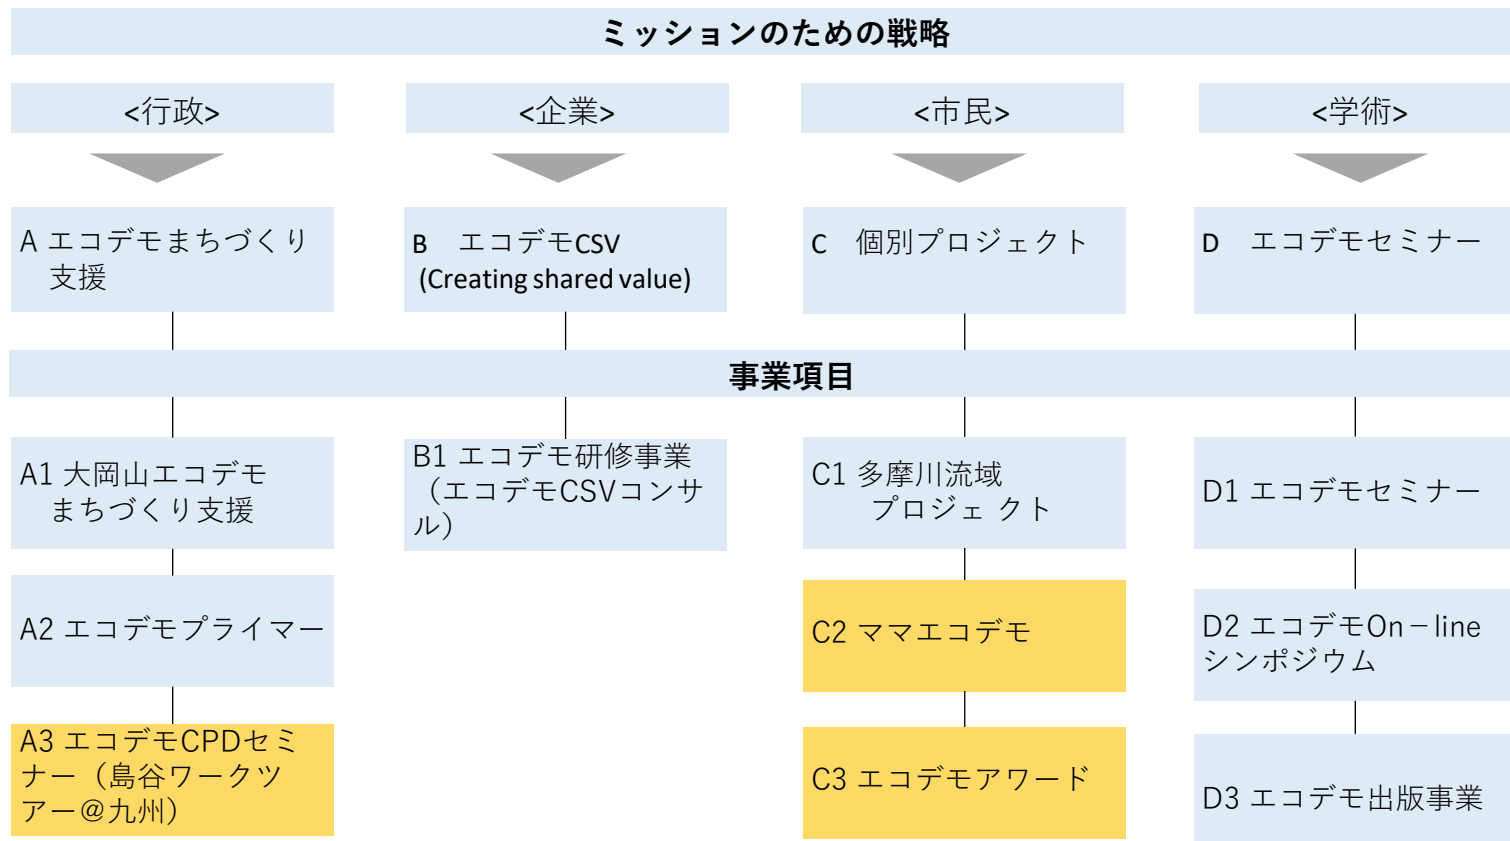 ミッションのための戦略
<行政>
<企業>
<市民>
<学術>
A エコデモまちづくり
支援
B エコデモCSV
(Creating shared value)
C 個別プロジェクト
D エコデモセミナー
事業項目
A1 大岡山エコデモ
まちづくり支援
B1 エコデモ研修事業
（エコデモCSVコンサ
ル）
C1 多摩川流域
プロジェ クト
D1 エコデモセミナー
A2 エコデモプライマー
C2 ママエコデモ
D2 エコデモOn－line
シンポジウム
A3 エコデモCPDセミ
ナー（島谷ワークツ
アー@九州）
C3 エコデモアワード
D3 エコデモ出版事業